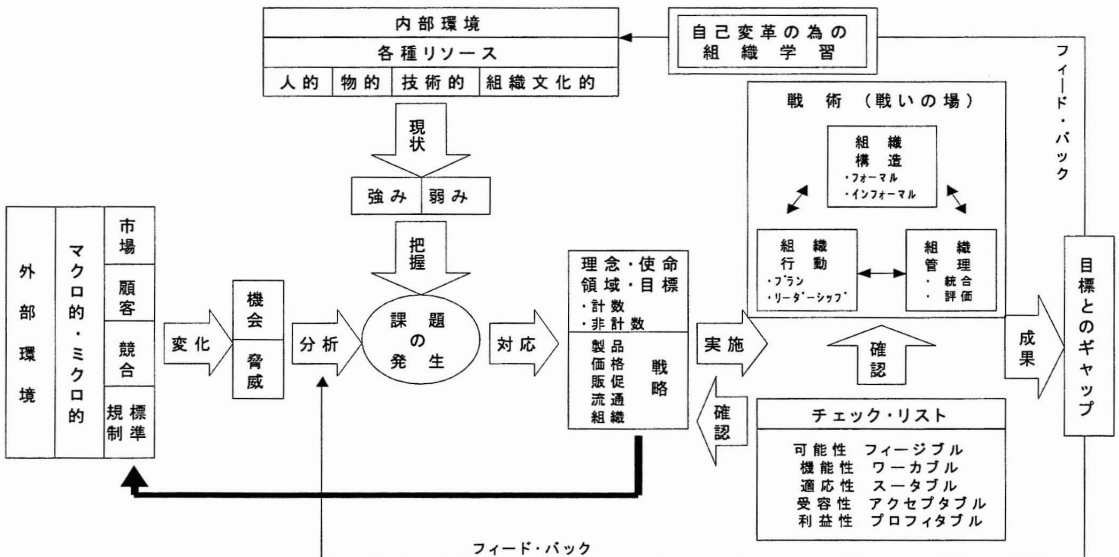 内部環境
各種リソース
人的 物的 技術的 組織文化的
自己変革の為の
組織学習
フィード・バック
現状
強み 弱み
把握
戦術 (戦いの場)
組織
構造
・フォーマル
・インフォーマル
組織
行動
・プラン
・リーダーシップ
組織
管理
・統合
・評価
外部環境
マクロ的・ミクロ的
市場
顧客
競合
規制 標準
変化
機会
脅威
分析
課題
の
発生
対応
理念・使命
領域・目標
・計数
・非計数
製品
価格
販促
流通
組織
戦略
実施
確認
確認
成果
目標とのギャップ
チェック・リスト
可能性 フィージブル
機能性 ワーカブル
適応性 スータブル
受容性 アクセプタブル
利益性 プロフィタブル
フィード・バック